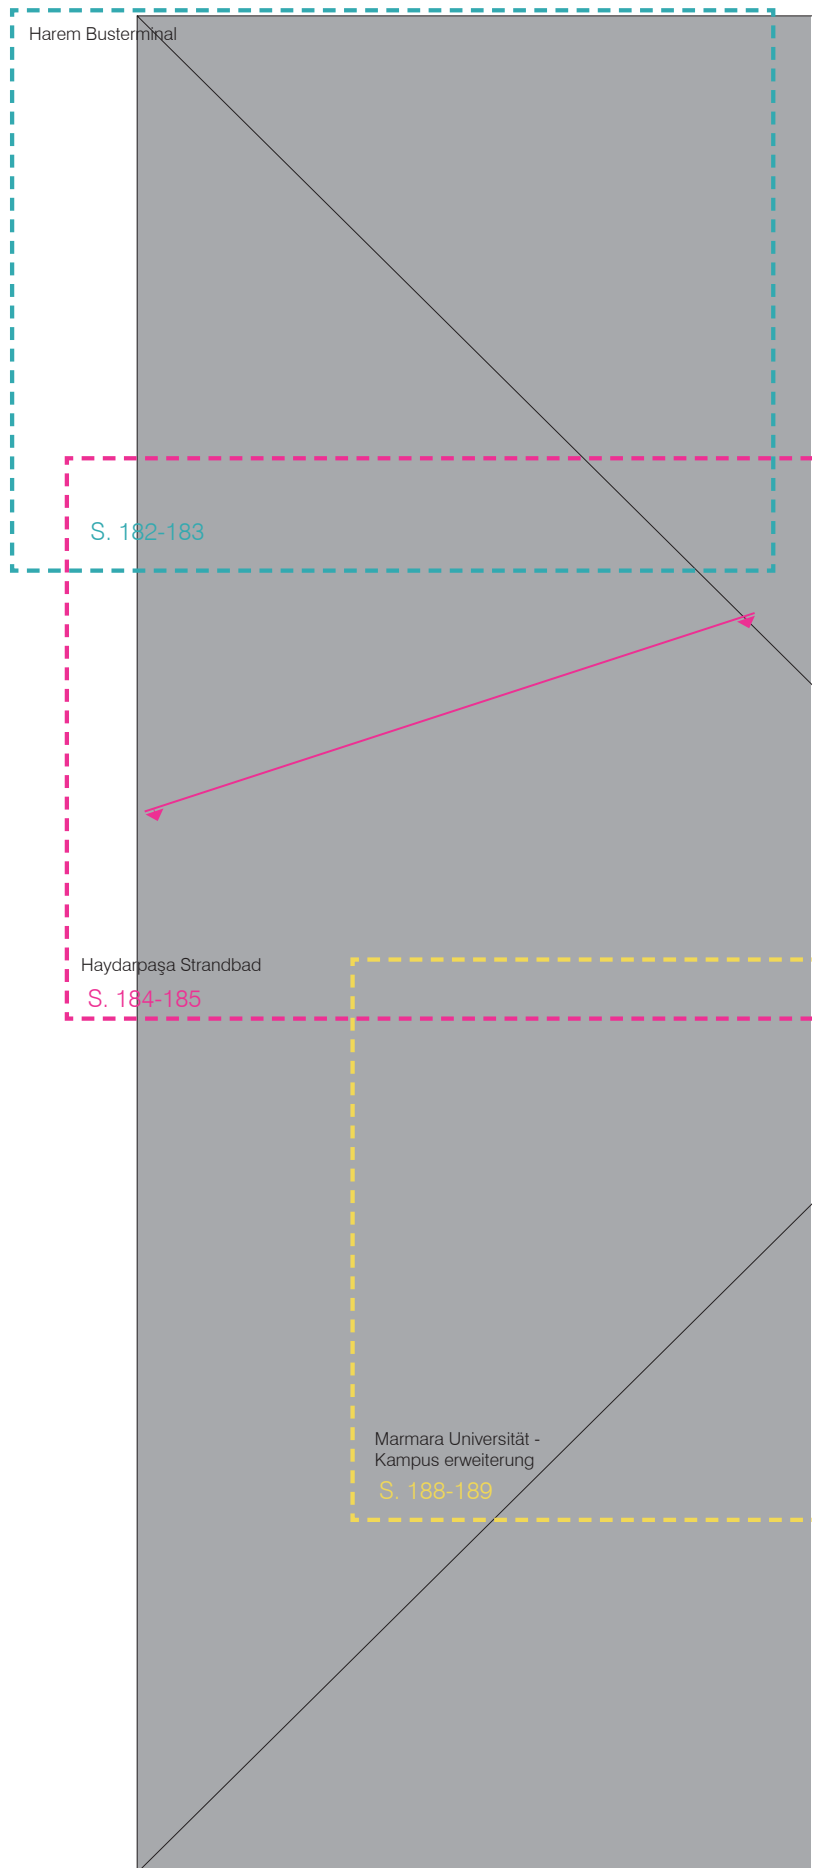 Harem Busterminal
S. 182-183
Haydarpaşa Strandbad
S. 184-185
Marmara Universität -
Kampus erweiterung
S. 188-189